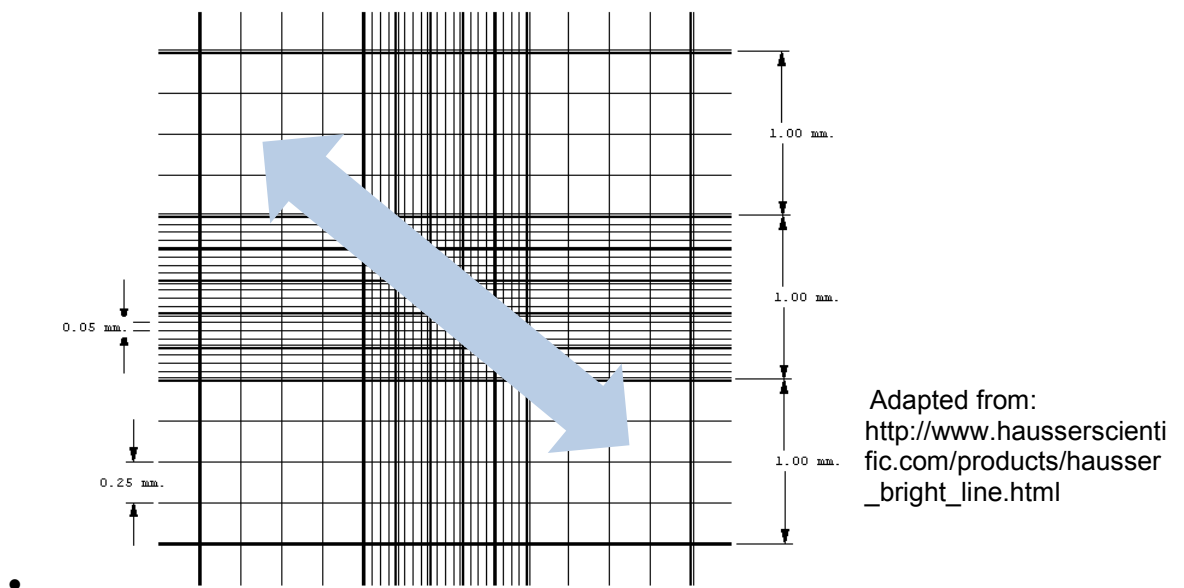 1.00 mm.
1.00 mm.
0.05 mm.
Adapted from:
http://www.hausserscienti
fic.com/products/hausser
_bright_line.html
1.00 mm.
0.25 mm.